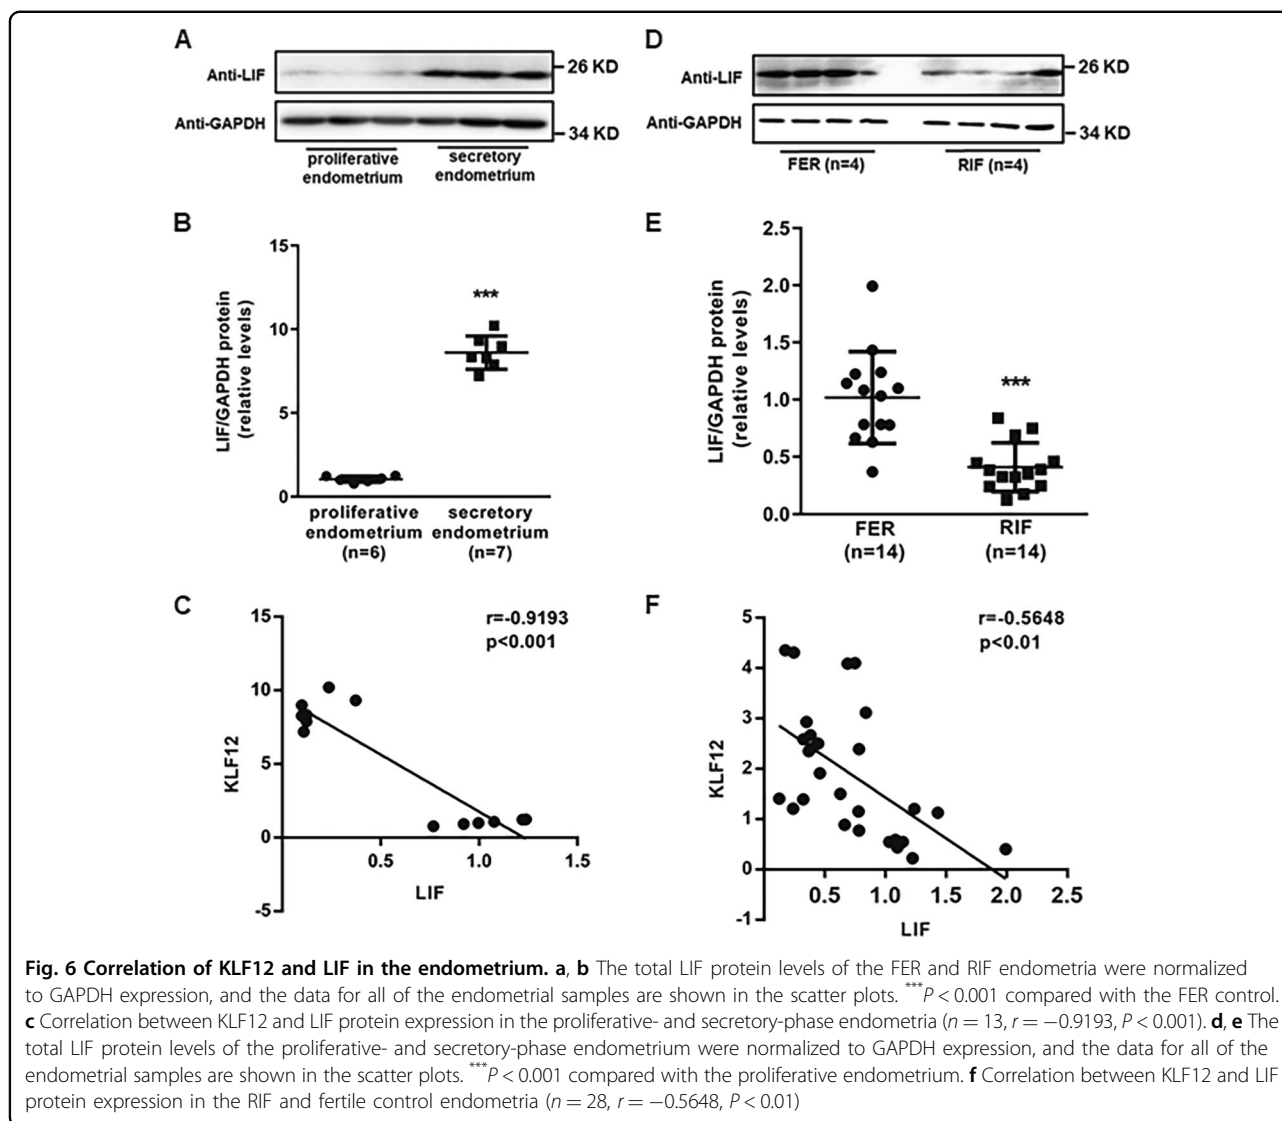 A
Anti-LIF
26 KD
Anti-GAPDH
34 KD
proliferative
endometrium
secretory
endometrium
D
Anti-LIF
26 KD
Anti-GAPDH
34 KD
FER (n=4)
RIF (n=4)
B
LIF/GAPDH protein
(relative levels)
15
10
5
0
***
proliferative
endometrium
(n=6)
secretory
endometrium
(n=7)
E
LIF/GAPDH protein
(relative levels)
2.5
2.0
1.5
1.0
0.5
0.0
***
FER
(n=14)
RIF
(n=14)
C
r=-0.9193
p<0.001
KLF12
15
10
5
0
-5
0.5
1.0
1.5
LIF
F
r=-0.5648
p<0.01
KLF12
5
4
3
2
1
0
-1
0.5
1.0
1.5
2.0
2.5
LIF
Fig. 6 Correlation of KLF12 and LIF in the endometrium. a, b The total LIF protein levels of the FER and RIF endometria were normalized
to GAPDH expression, and the data for all of the endometrial samples are shown in the scatter plots. ***P < 0.001 compared with the FER control.
c Correlation between KLF12 and LIF protein expression in the proliferative- and secretory-phase endometria (n = 13, r = −0.9193, P < 0.001). d, e The
total LIF protein levels of the proliferative- and secretory-phase endometrium were normalized to GAPDH expression, and the data for all of the
endometrial samples are shown in the scatter plots. ***P < 0.001 compared with the proliferative endometrium. f Correlation between KLF12 and LIF
protein expression in the RIF and fertile control endometria (n = 28, r = −0.5648, P < 0.01)